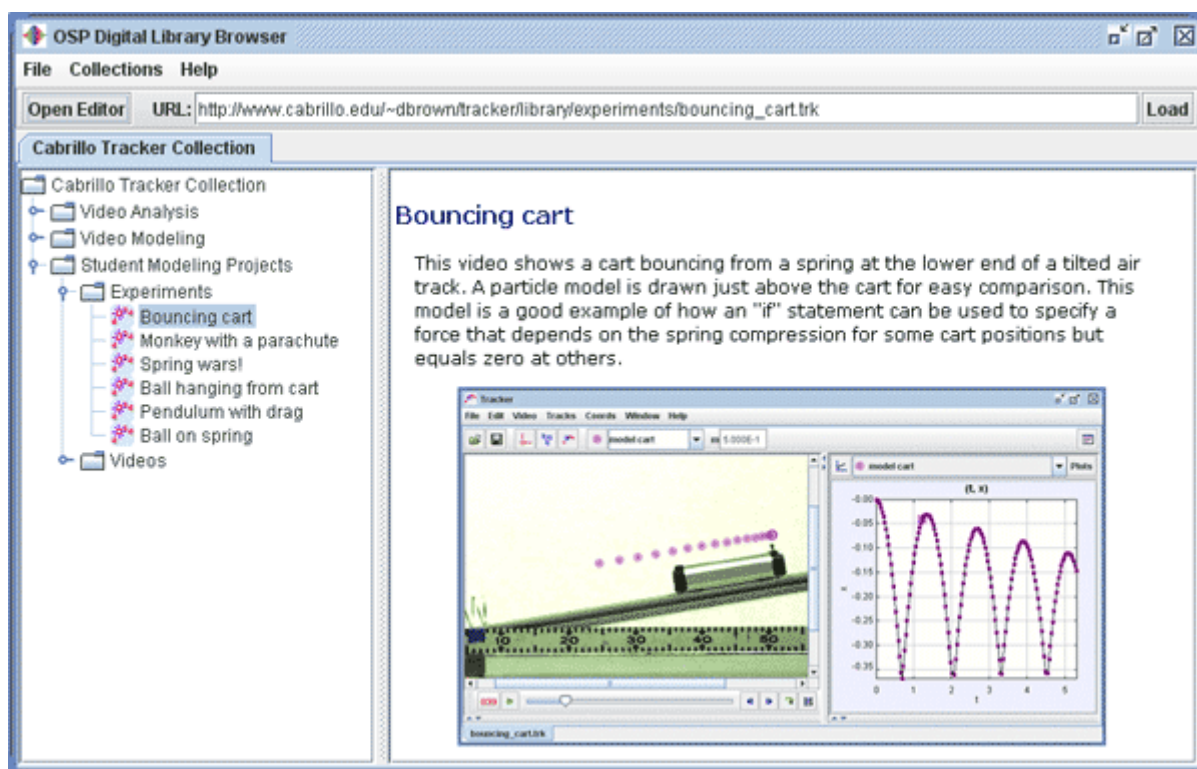 OSP Digital Library Browser
File Collections Help
Open Editor URL: http://www.cabrillo.edu/~dbrown/tracker/library/experiments/bouncing_cart.trk Load
Cabrillo Tracker Collection
Cabrillo Tracker Collection
Video Analysis
Video Modeling
Student Modeling Projects
Experiments
Bouncing cart
Monkey with a parachute
Spring wars!
Ball hanging from cart
Pendulum with drag
Ball on spring
Videos
Bouncing cart
This video shows a cart bouncing from a spring at the lower end of a tilted air
track. A particle model is drawn just above the cart for easy comparison. This
model is a good example of how an "if" statement can be used to specify a
force that depends on the spring compression for some cart positions but
equals zero at others.
Tracker
File Edit Video Tracks Coords Window Help
model cart m 5.000E-1
model cart Plots
(t, x)
-0.00
-0.05
-0.10
-0.15
-0.20
-0.25
-0.30
-0.35
x
0 1 2 3 4 5
t
10 20 30 40 50
bouncing_cart.trk